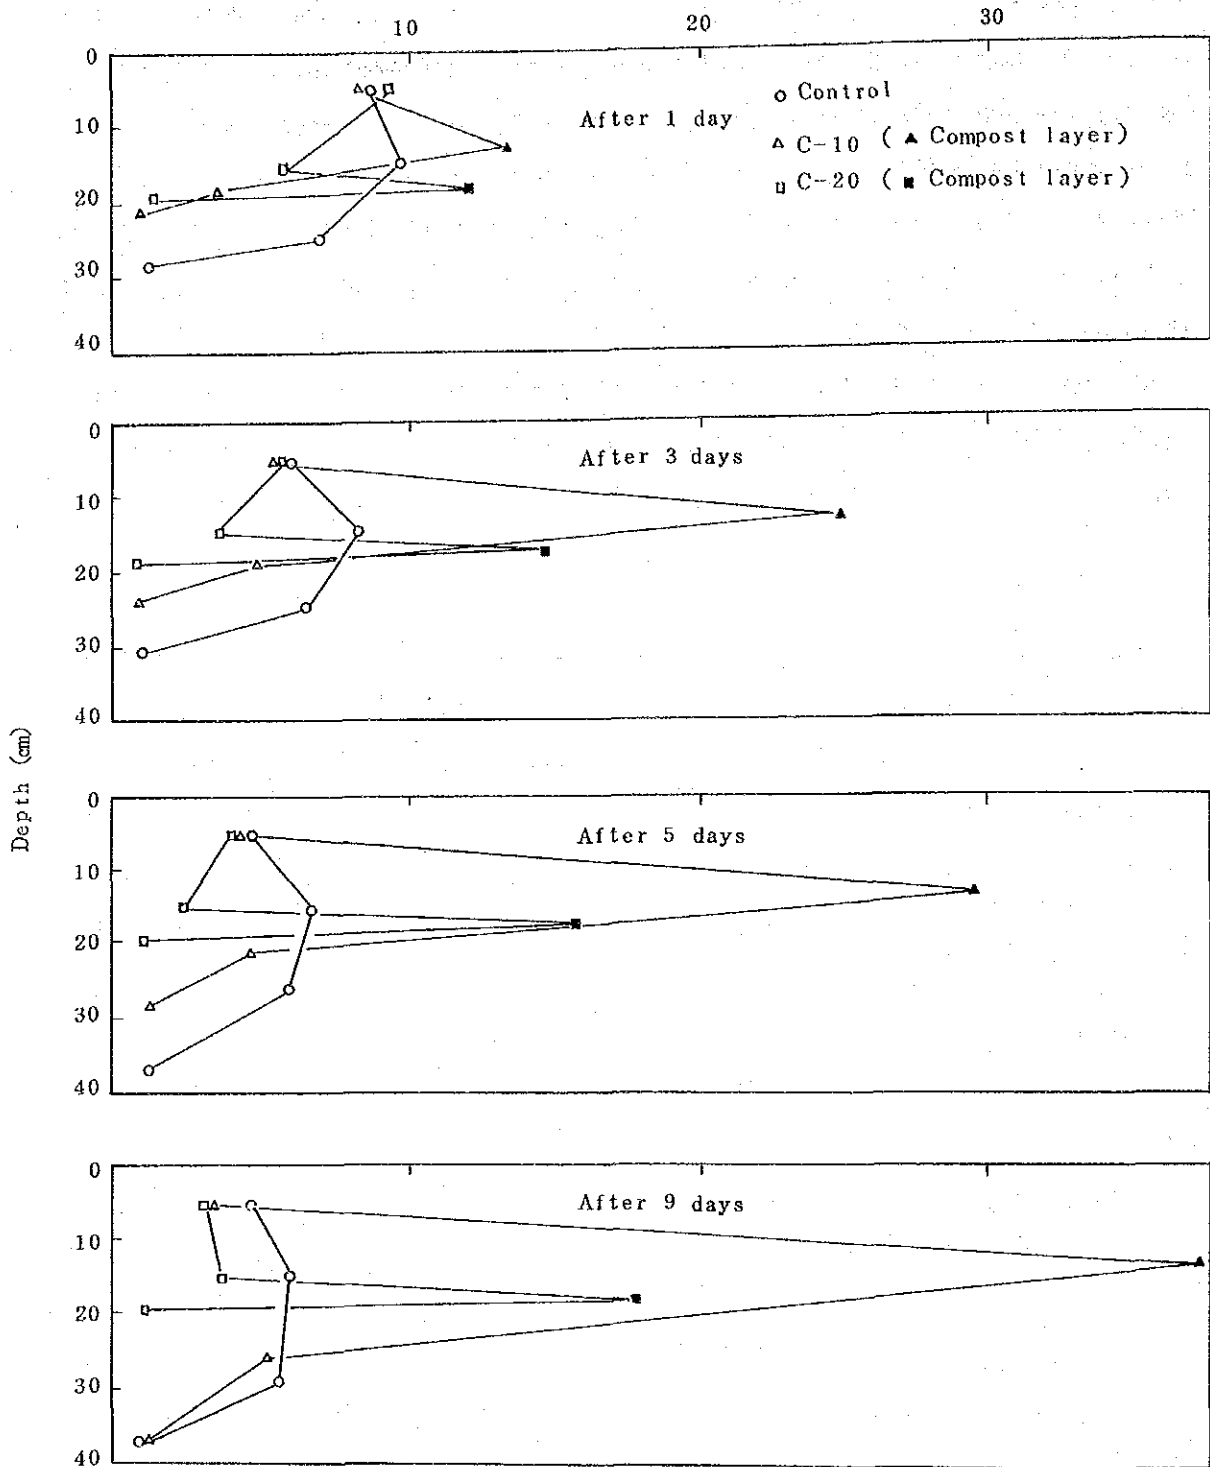 10 20 30
0
○ Control
After 1 day
10
△ C-10 ( ▲ Compost layer)
□ C-20 ( ■ Compost layer)
20
30
40
0
After 3 days
10
20
30
40
Depth (cm)
0
After 5 days
10
20
30
40
0
After 9 days
10
20
30
40